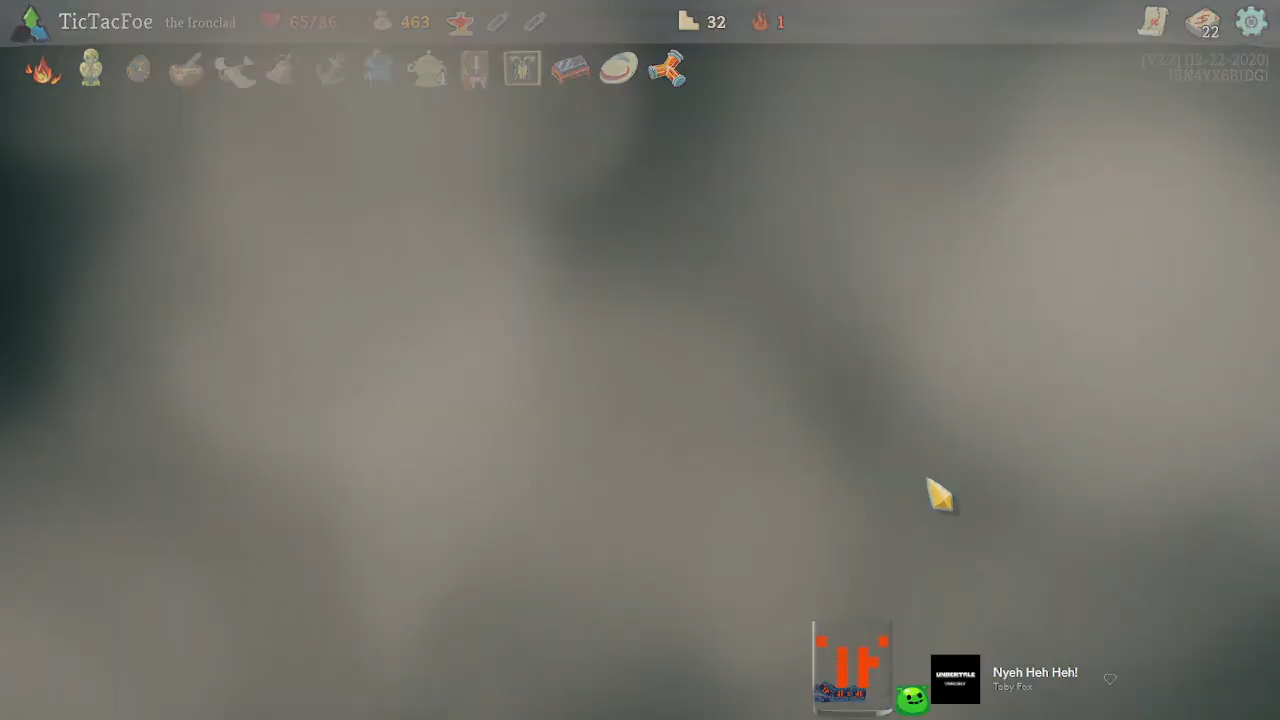 TicTacFoe the Ironclad 65/86 463 32 1 22
[V2.2] (12-22-2020)
UNDERTALE
Nyeh Heh Heh!
Toby Fox